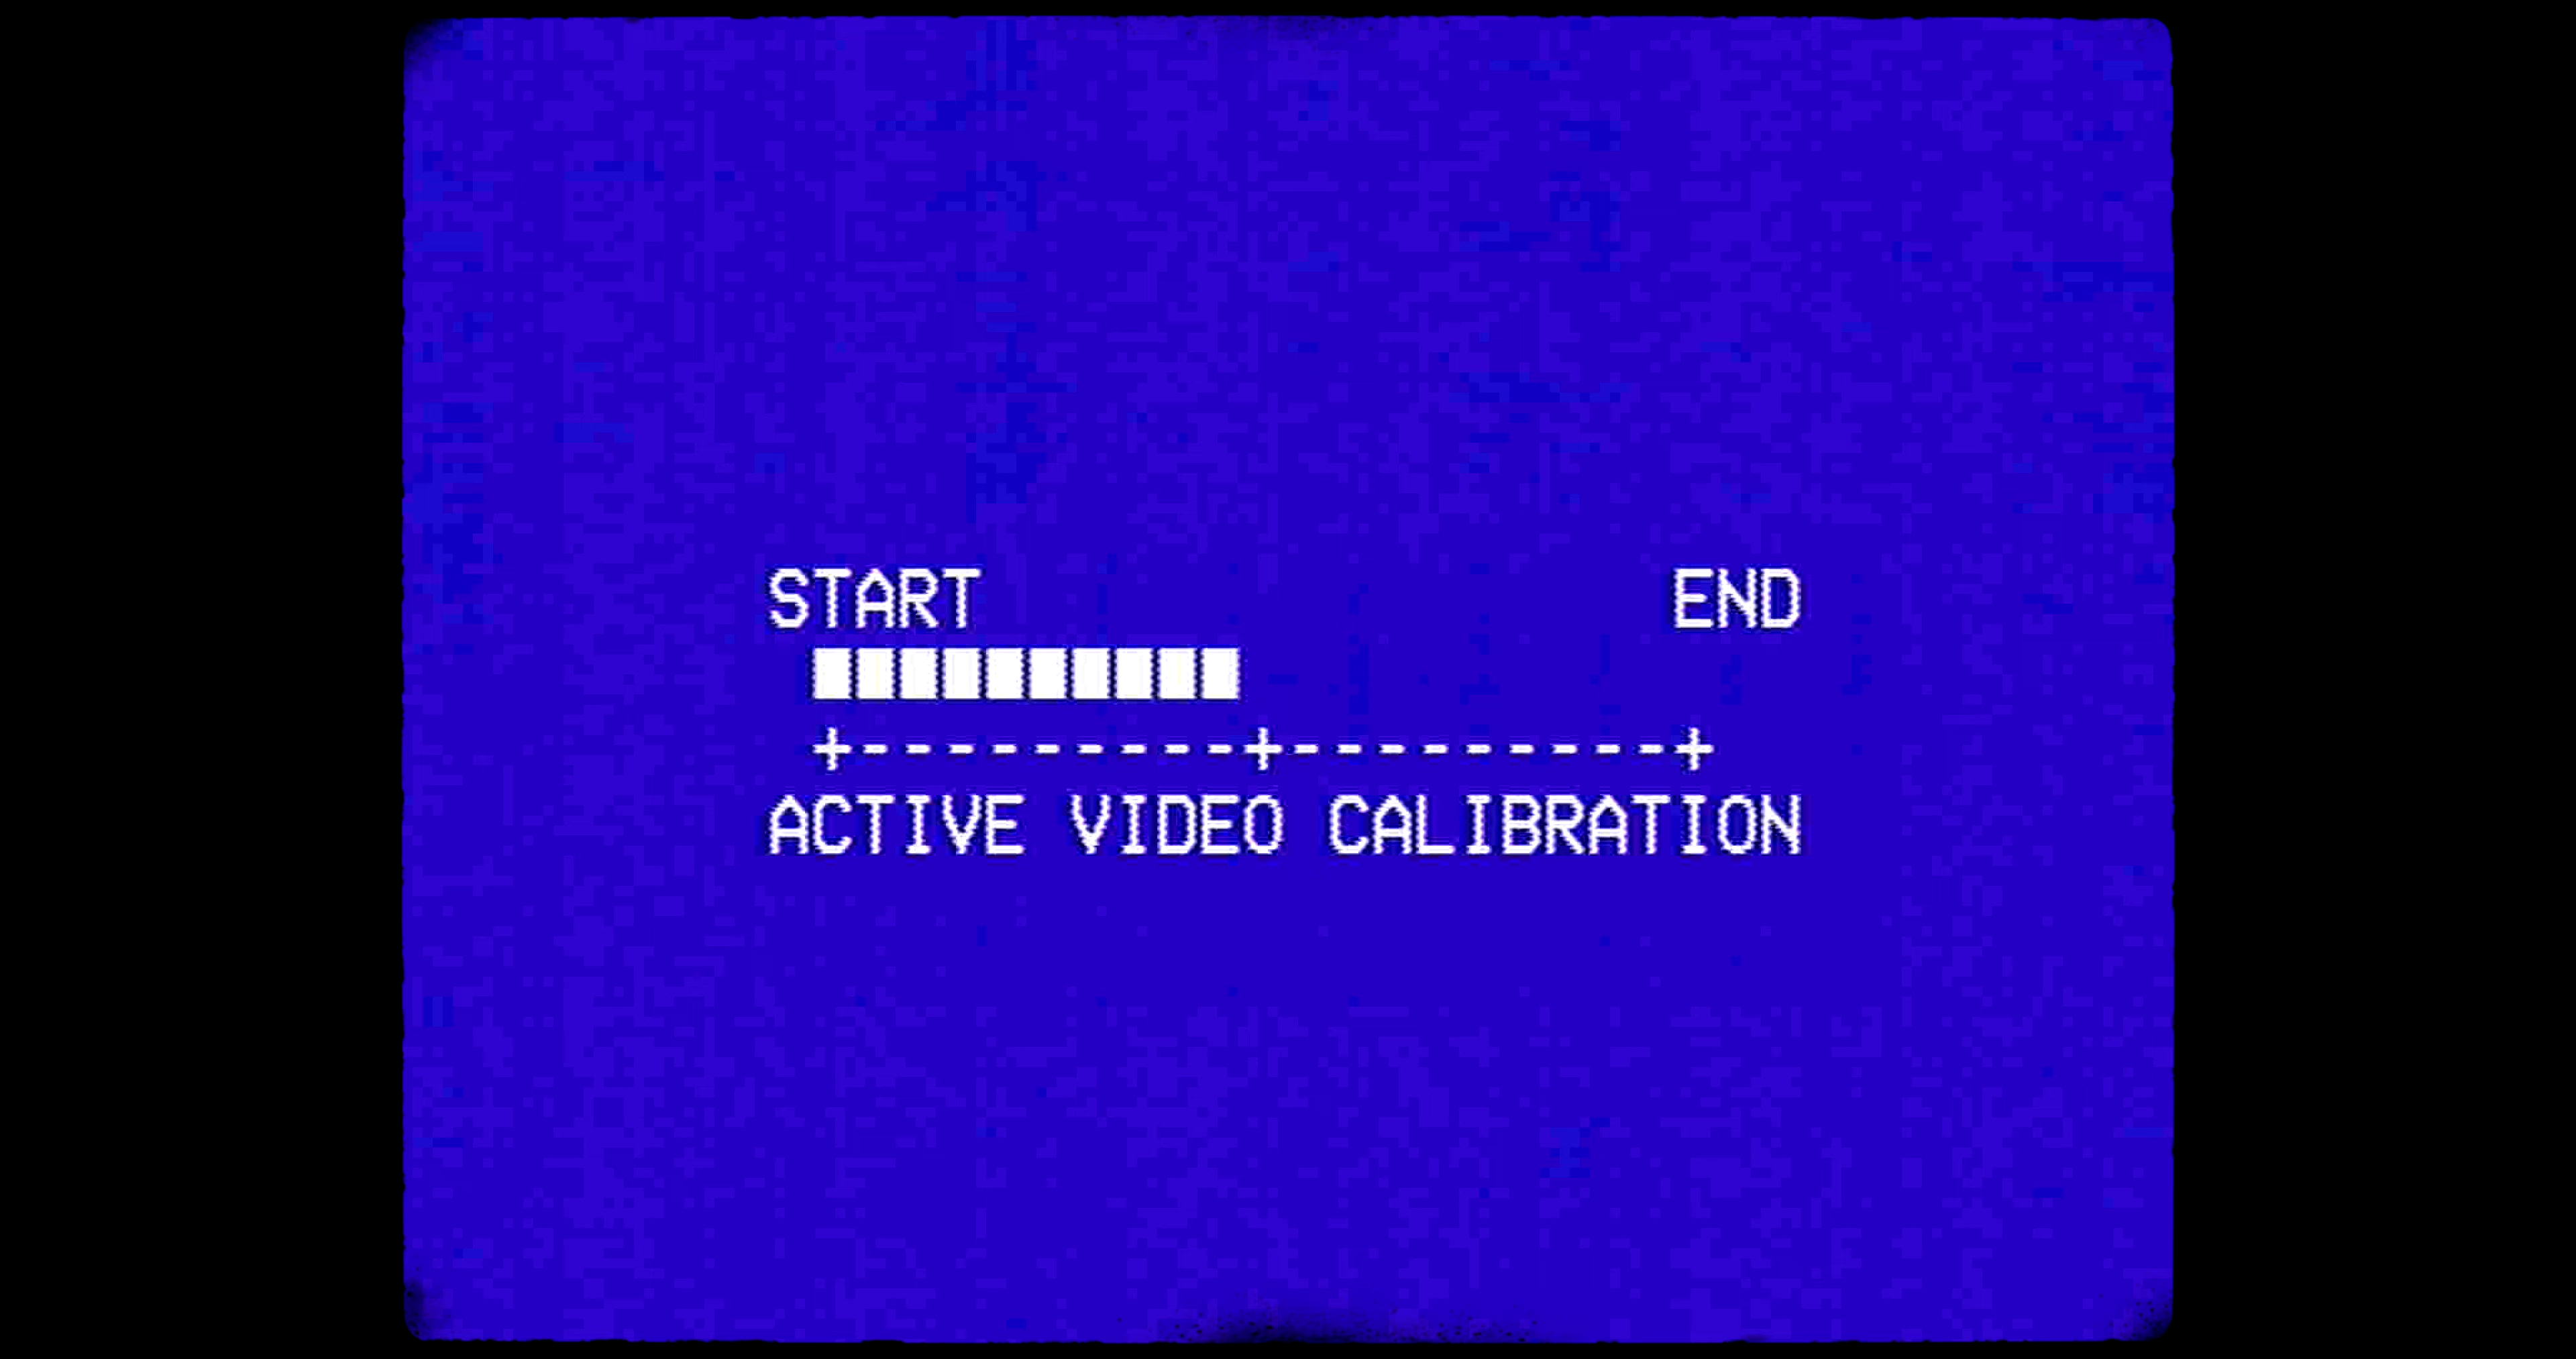 START END
██████████
+---------+---------+
ACTIVE VIDEO CALIBRATION